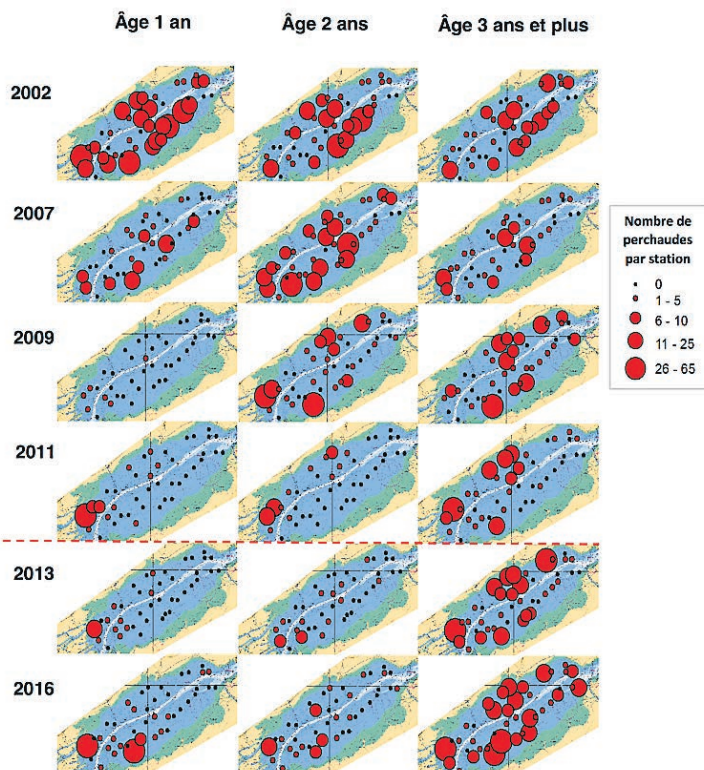 Âge 1 an
Âge 2 ans
Âge 3 ans et plus
2002
2007
2009
2011
2013
2016
Nombre de
perchaudes
par station
0
1 - 5
6 - 10
11 - 25
26 - 65